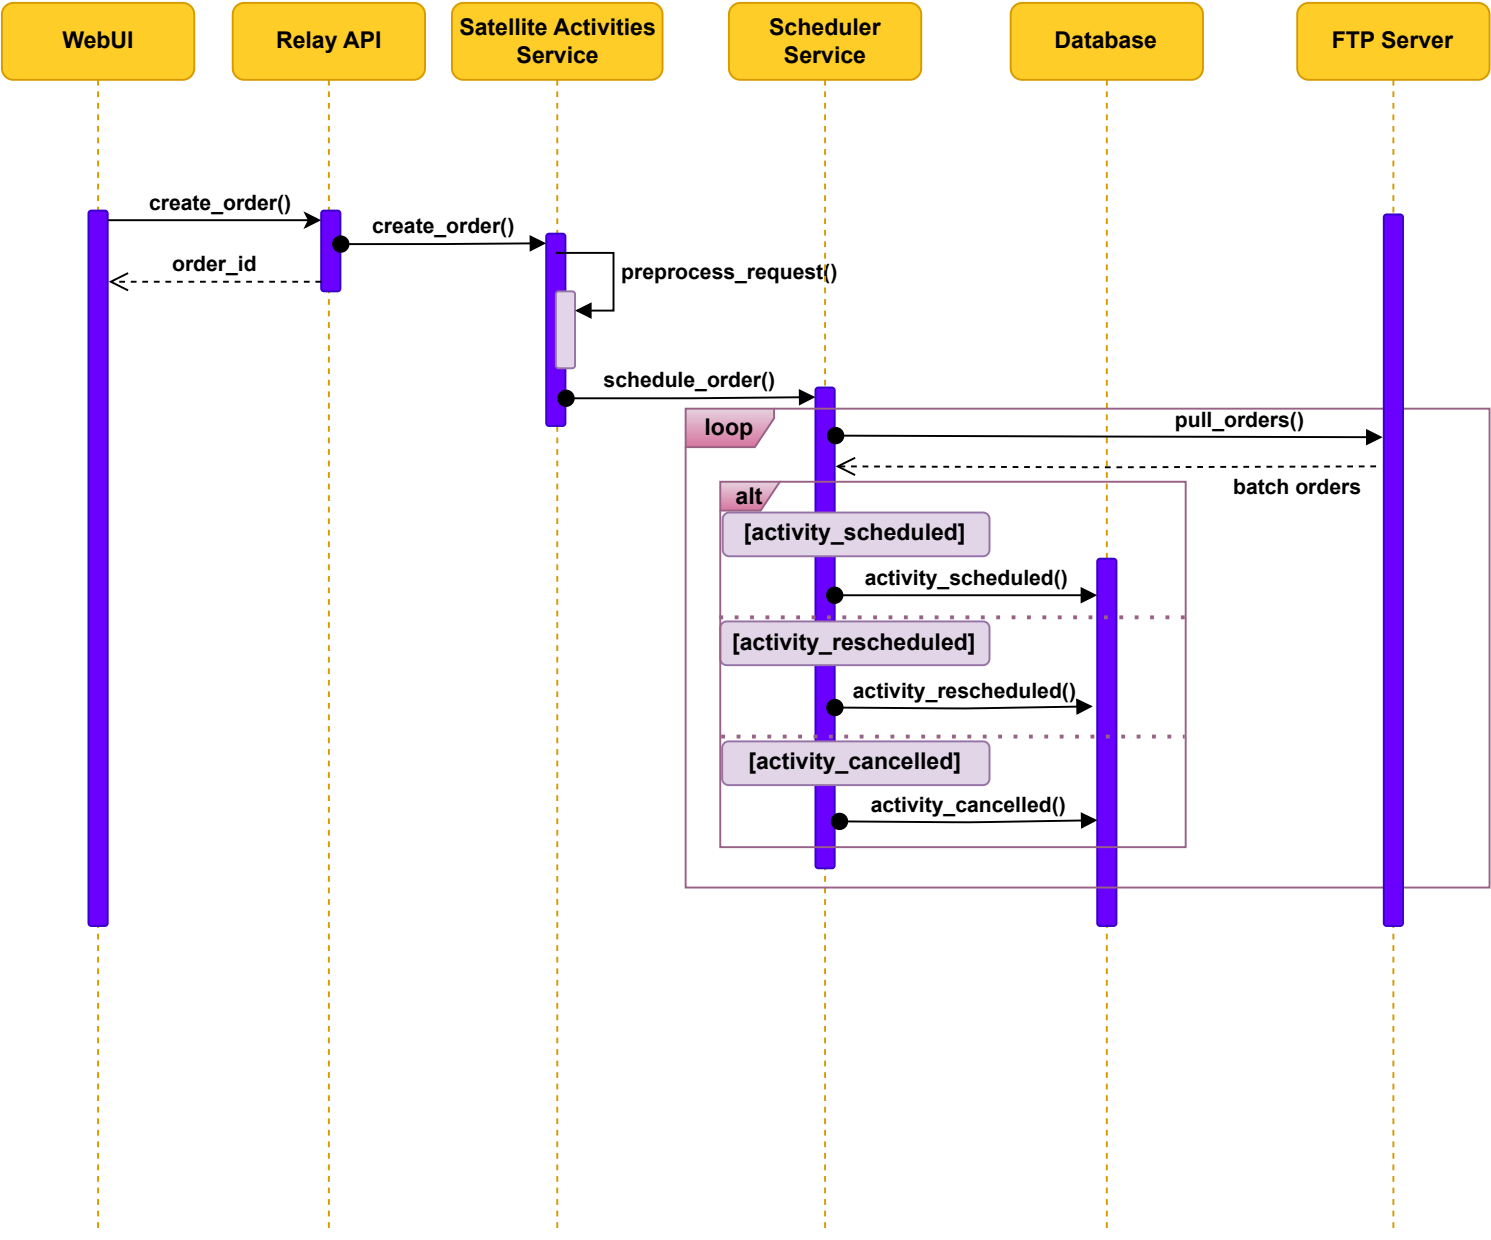 WebUI
Relay API
Satellite Activities
Service
Scheduler
Service
Database
FTP Server
create_order()
create_order()
order_id
preprocess_request()
schedule_order()
loop
pull_orders()
batch orders
alt
[activity_scheduled]
activity_scheduled()
[activity_rescheduled]
activity_rescheduled()
[activity_cancelled]
activity_cancelled()